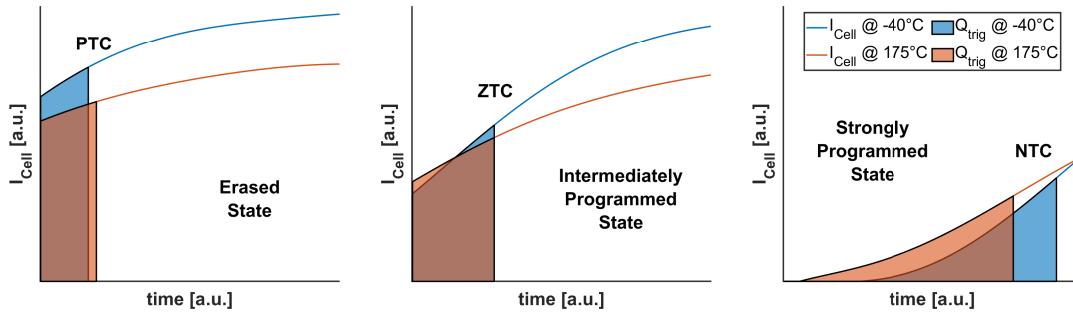 I_Cell [a.u.]
PTC
Erased
State
time [a.u.]
I_Cell [a.u.]
ZTC
Intermediately
Programmed
State
time [a.u.]
I_Cell @ -40°C
Q_trig @ -40°C
I_Cell @ 175°C
Q_trig @ 175°C
I_Cell [a.u.]
Strongly
Programmed
State
NTC
time [a.u.]